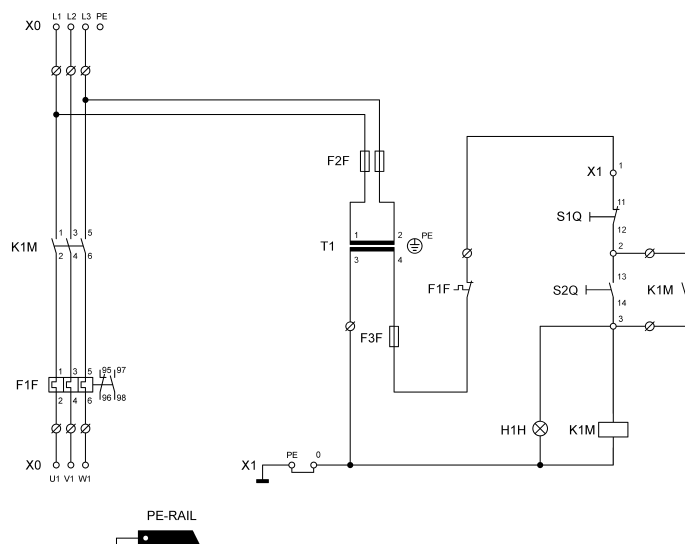 L1 L2 L3 PE
X0
F2F
X1 1
11
S1Q
12
1 3 5
K1M
2 4 6
1 2
T1
PE
3 4
2
F1F
13
S2Q
K1M
14
3
F3F
1 3 5 95 97
F1F
2 4 6 96 98
H1H
K1M
X0
U1 V1 W1
X1
PE 0
PE-RAIL